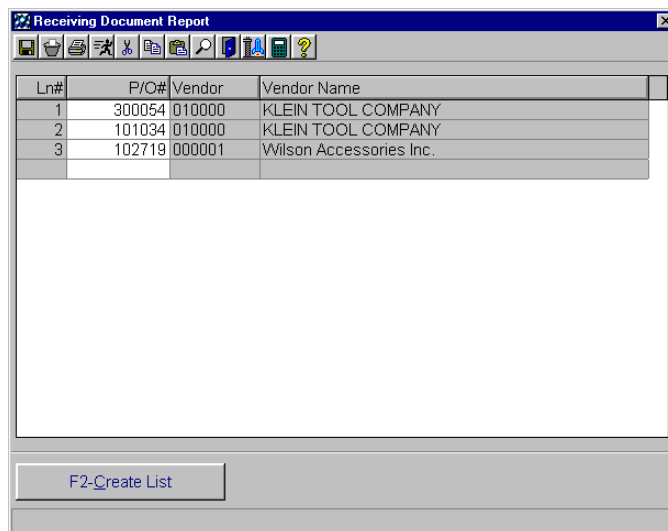 Receiving Document Report
Ln# P/O# Vendor Vendor Name
1 300054 010000 KLEIN TOOL COMPANY
2 101034 010000 KLEIN TOOL COMPANY
3 102719 000001 Wilson Accessories Inc.
F2-Create List